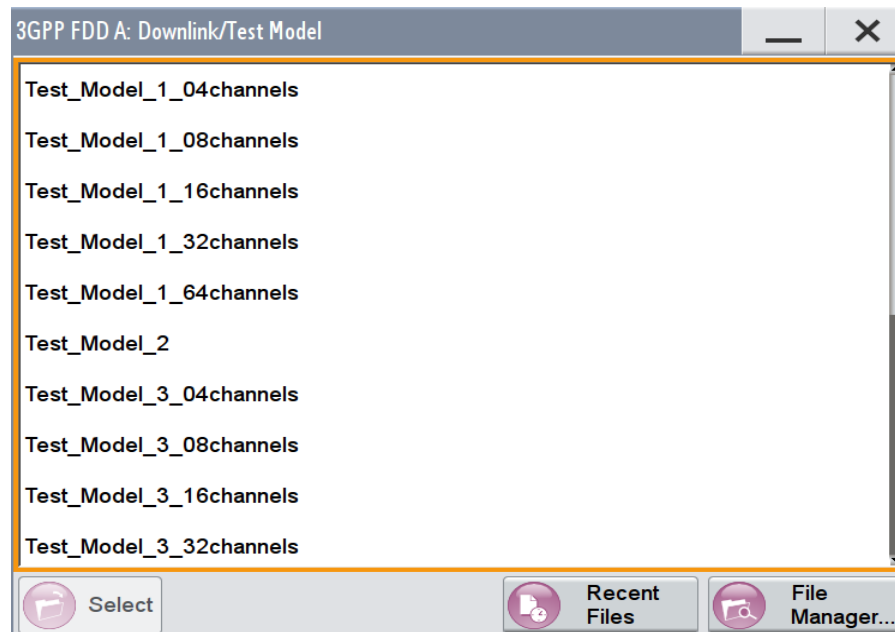 3GPP FDD A: Downlink/Test Model
Test_Model_1_04channels
Test_Model_1_08channels
Test_Model_1_16channels
Test_Model_1_32channels
Test_Model_1_64channels
Test_Model_2
Test_Model_3_04channels
Test_Model_3_08channels
Test_Model_3_16channels
Test_Model_3_32channels
Select
Recent
Files
File
Manager...